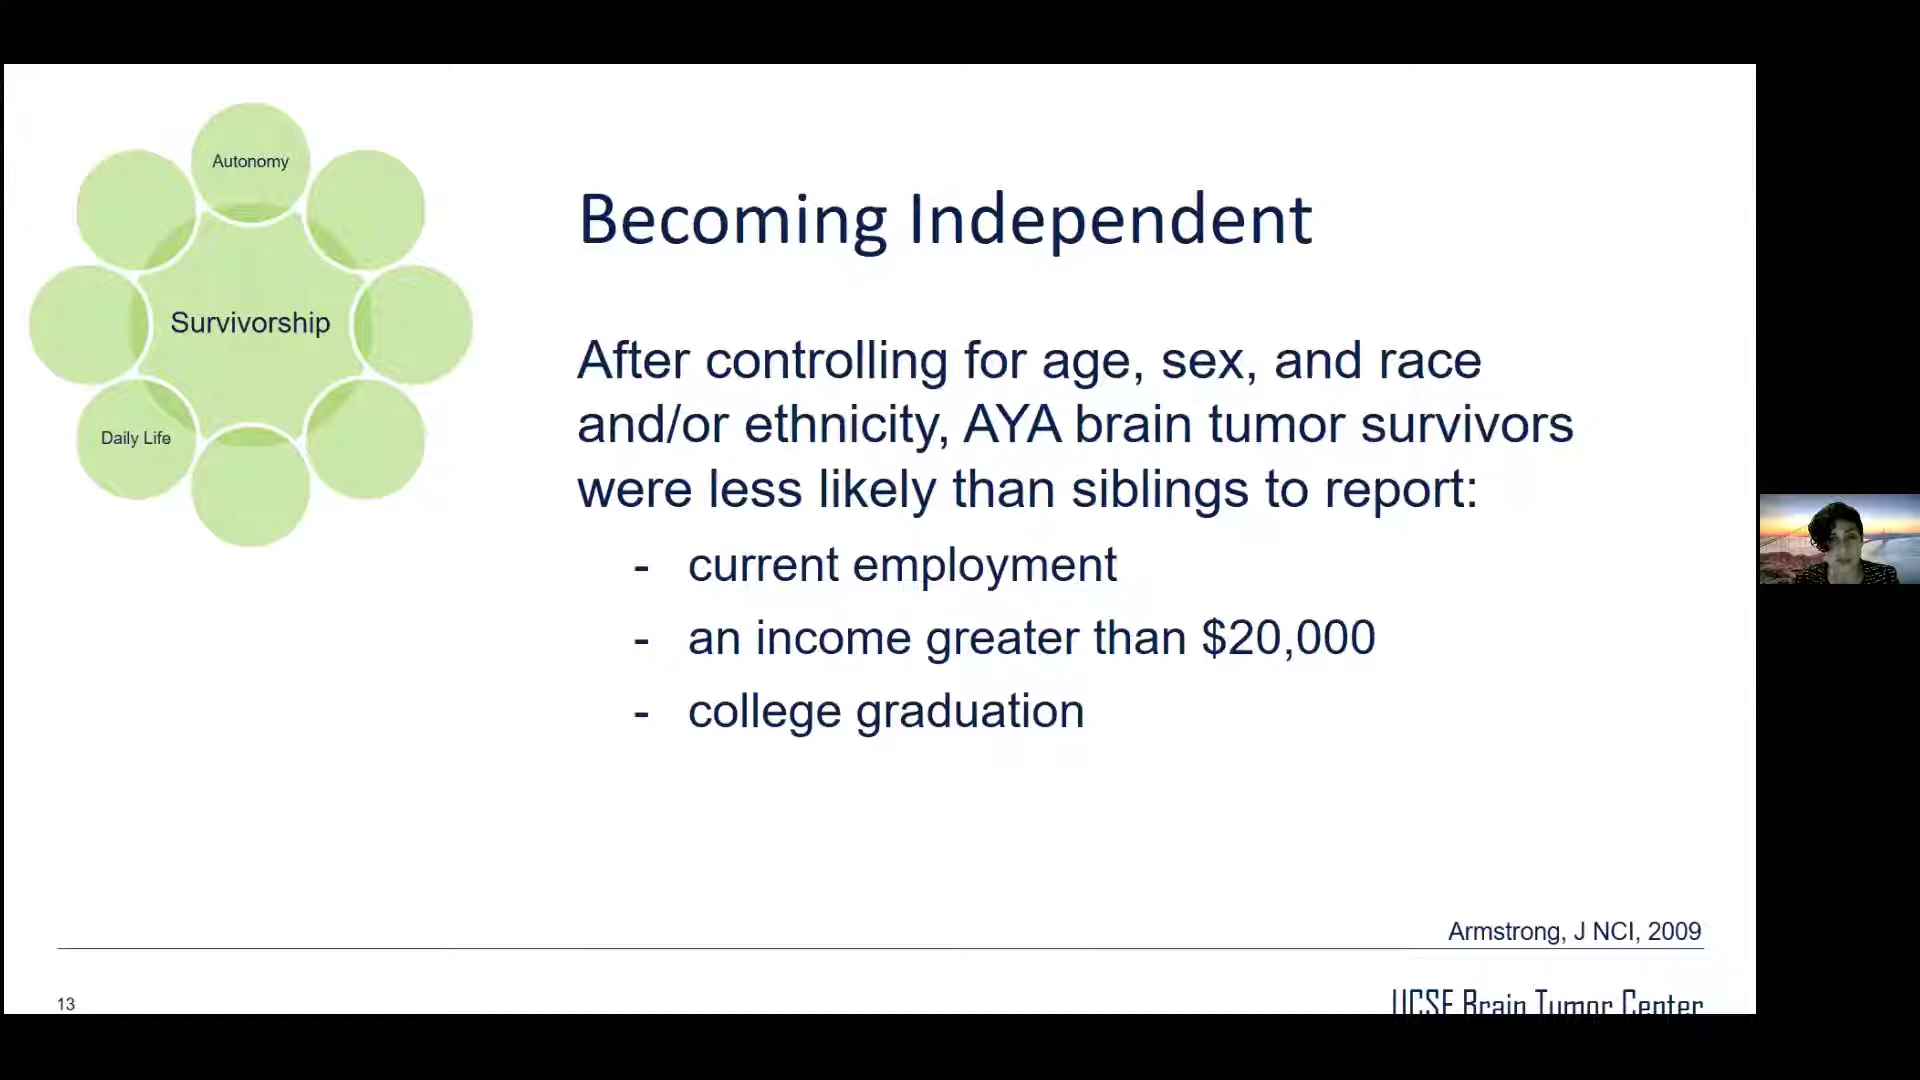 Autonomy
Survivorship
Daily Life
Becoming Independent
After controlling for age, sex, and race
and/or ethnicity, AYA brain tumor survivors
were less likely than siblings to report:
- current employment
- an income greater than $20,000
- college graduation
Armstrong, J NCI, 2009
13
UCSF Brain Tumor Center